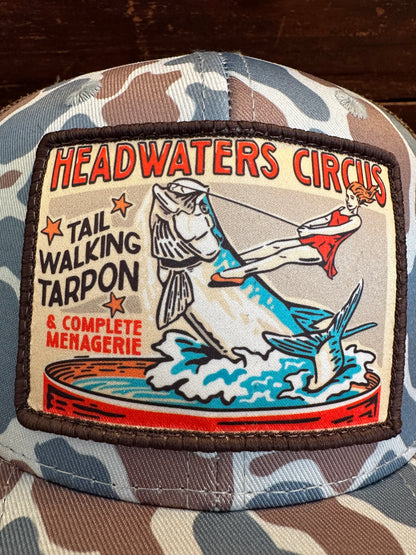 HEADWATERS CIRCUS
TAIL
WALKING
TARPON
& COMPLETE
MENAGERIE